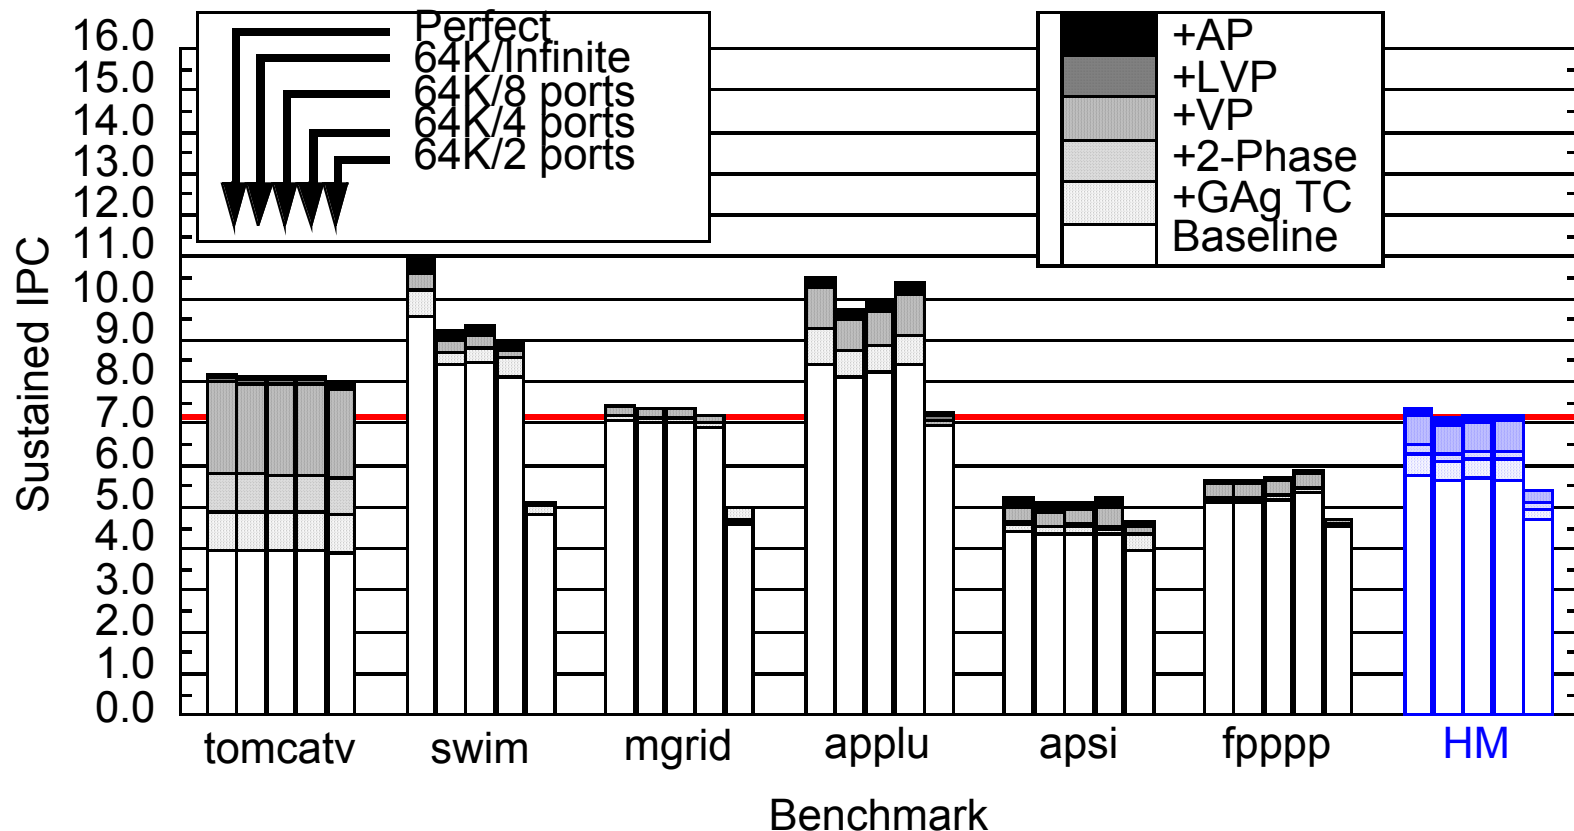 16.0
15.0
14.0
13.0
12.0
11.0
10.0
9.0
8.0
7.0
6.0
5.0
4.0
3.0
2.0
1.0
0.0
Sustained IPC
Perfect
64K/Infinite
64K/8 ports
64K/4 ports
64K/2 ports
+AP
+LVP
+VP
+2-Phase
+GAg TC
Baseline
tomcatv swim mgrid applu apsi fpppp HM
Benchmark